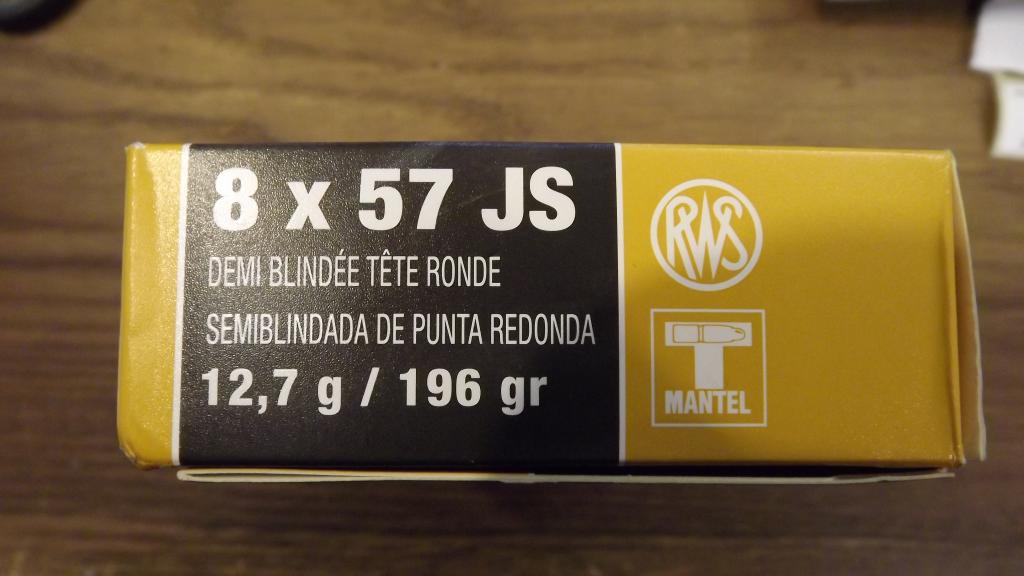 8 x 57 JS
DEMI BLINDÉE TÊTE RONDE
SEMIBLINDADA DE PUNTA REDONDA
12,7 g / 196 gr
RWS
T
MANTEL